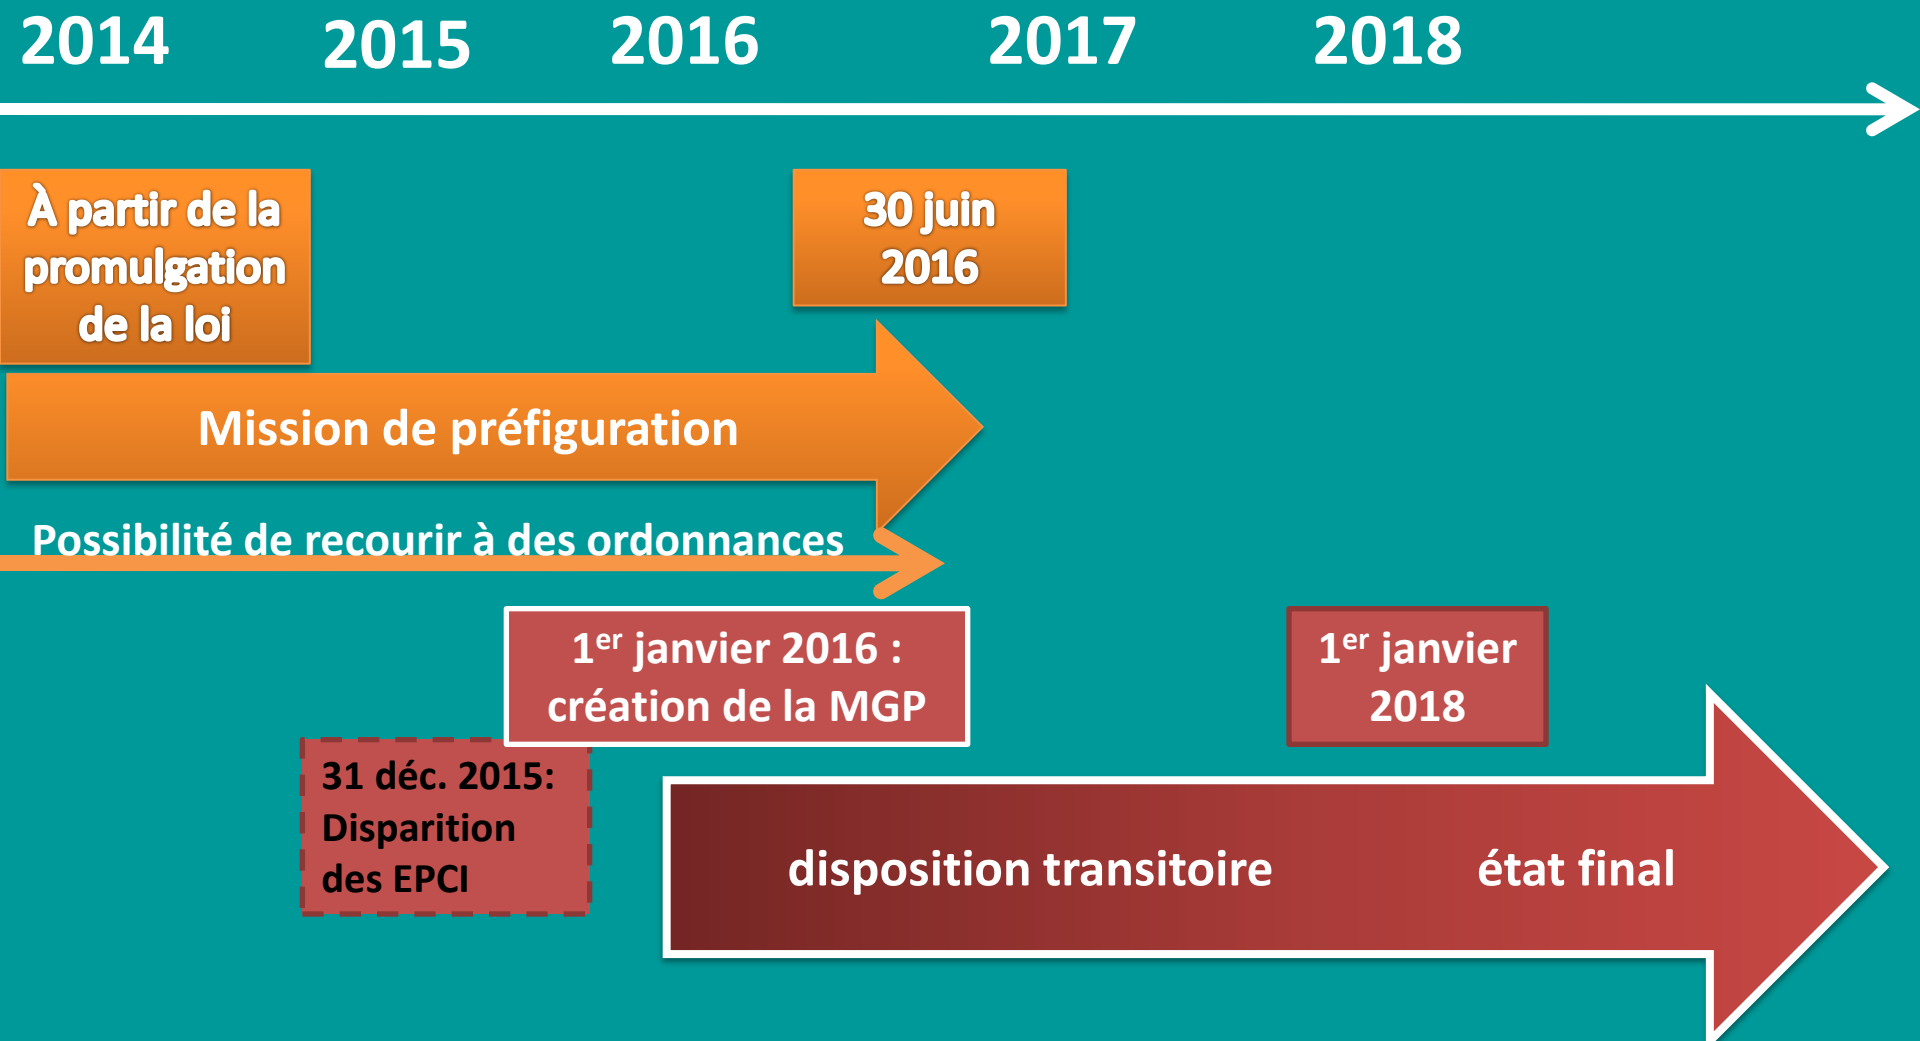 2014
2015
2016
2017
2018
À partir de la
promulgation
de la loi
30 juin
2016
Mission de préfiguration
Possibilité de recourir à des ordonnances
1er janvier 2016 :
création de la MGP
1er janvier
2018
31 déc. 2015:
Disparition
des EPCI
disposition transitoire
état final